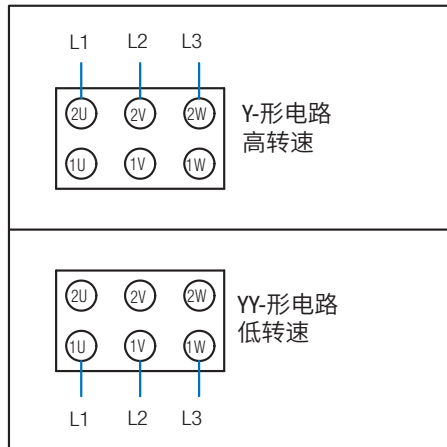 L1 L2 L3
2U 2V 2W
1U 1V 1W
Y-形电路
高转速
2U 2V 2W
1U 1V 1W
YY-形电路
低转速
L1 L2 L3